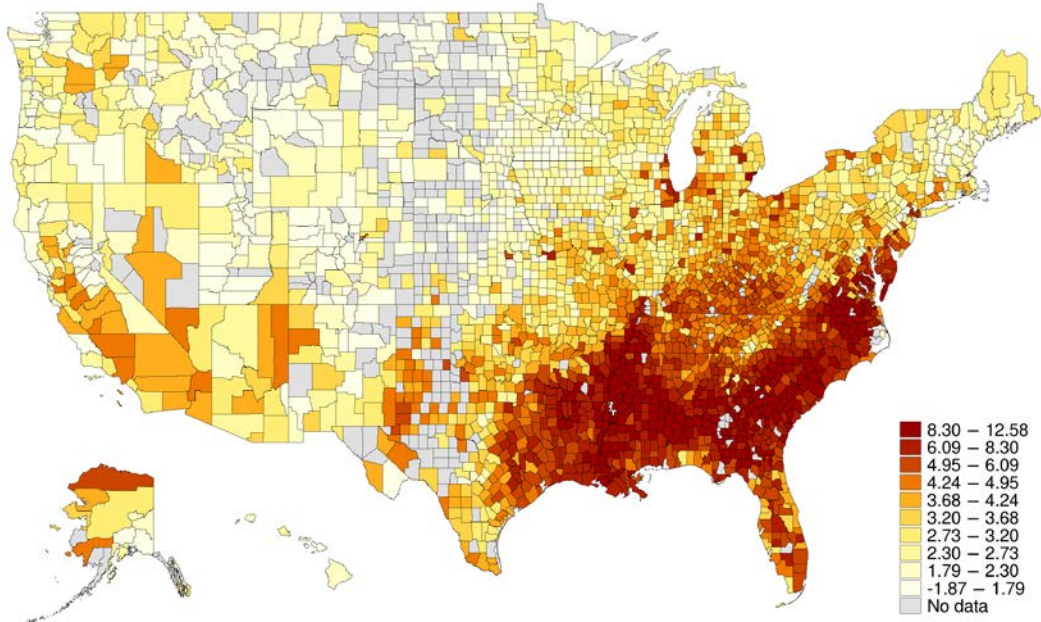 8.30 – 12.58
6.09 – 8.30
4.95 – 6.09
4.24 – 4.95
3.68 – 4.24
3.20 – 3.68
2.73 – 3.20
2.30 – 2.73
1.79 – 2.30
-1.87 – 1.79
No data